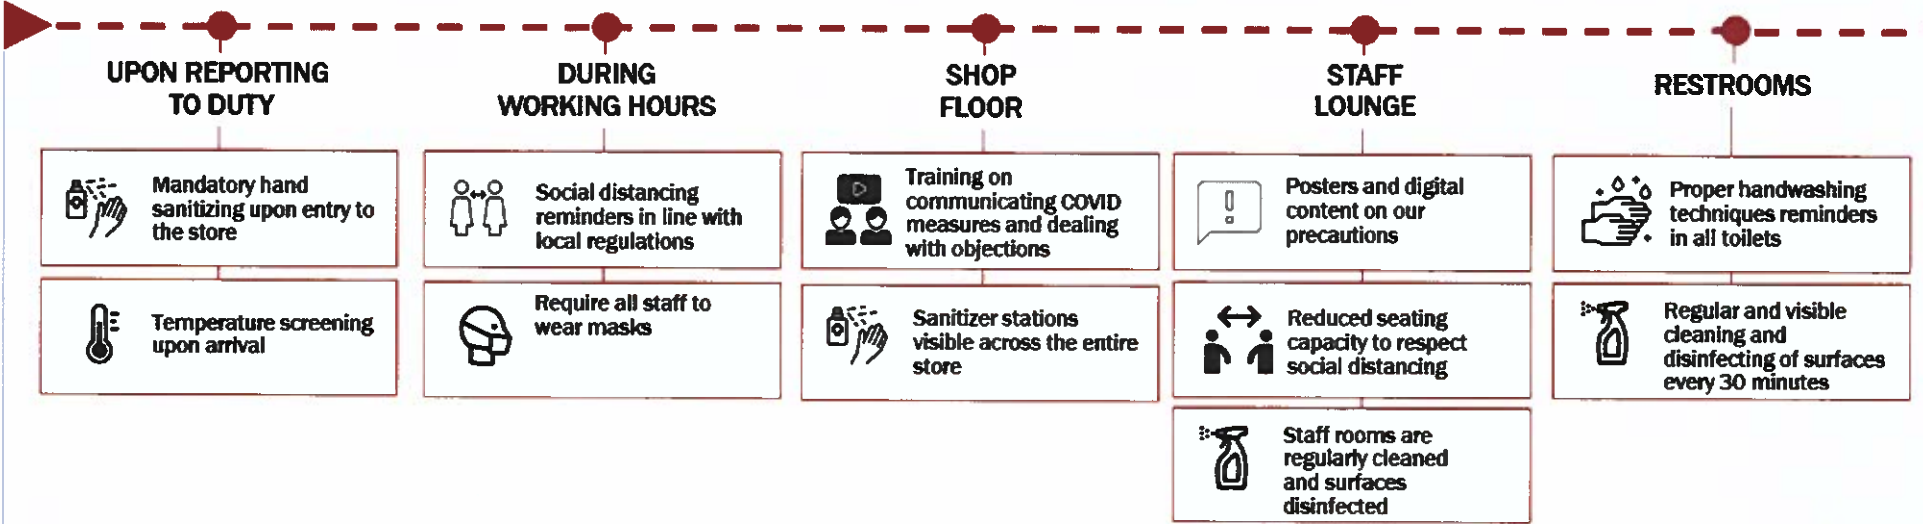 UPON REPORTING
TO DUTY
Mandatory hand
sanitizing upon entry to
the store
Temperature screening
upon arrival
DURING
WORKING HOURS
Social distancing
reminders in line with
local regulations
Require all staff to
wear masks
SHOP
FLOOR
Training on
communicating COVID
measures and dealing
with objections
Sanitizer stations
visible across the entire
store
STAFF
LOUNGE
Posters and digital
content on our
precautions
Reduced seating
capacity to respect
social distancing
Staff rooms are
regularly cleaned
and surfaces
disinfected
RESTROOMS
Proper handwashing
techniques reminders
in all toilets
Regular and visible
cleaning and
disinfecting of surfaces
every 30 minutes